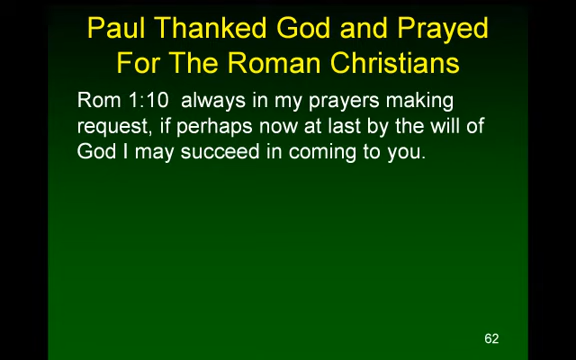 Paul Thanked God and Prayed
For The Roman Christians
Rom 1:10 always in my prayers making
request, if perhaps now at last by the will of
God I may succeed in coming to you.
62